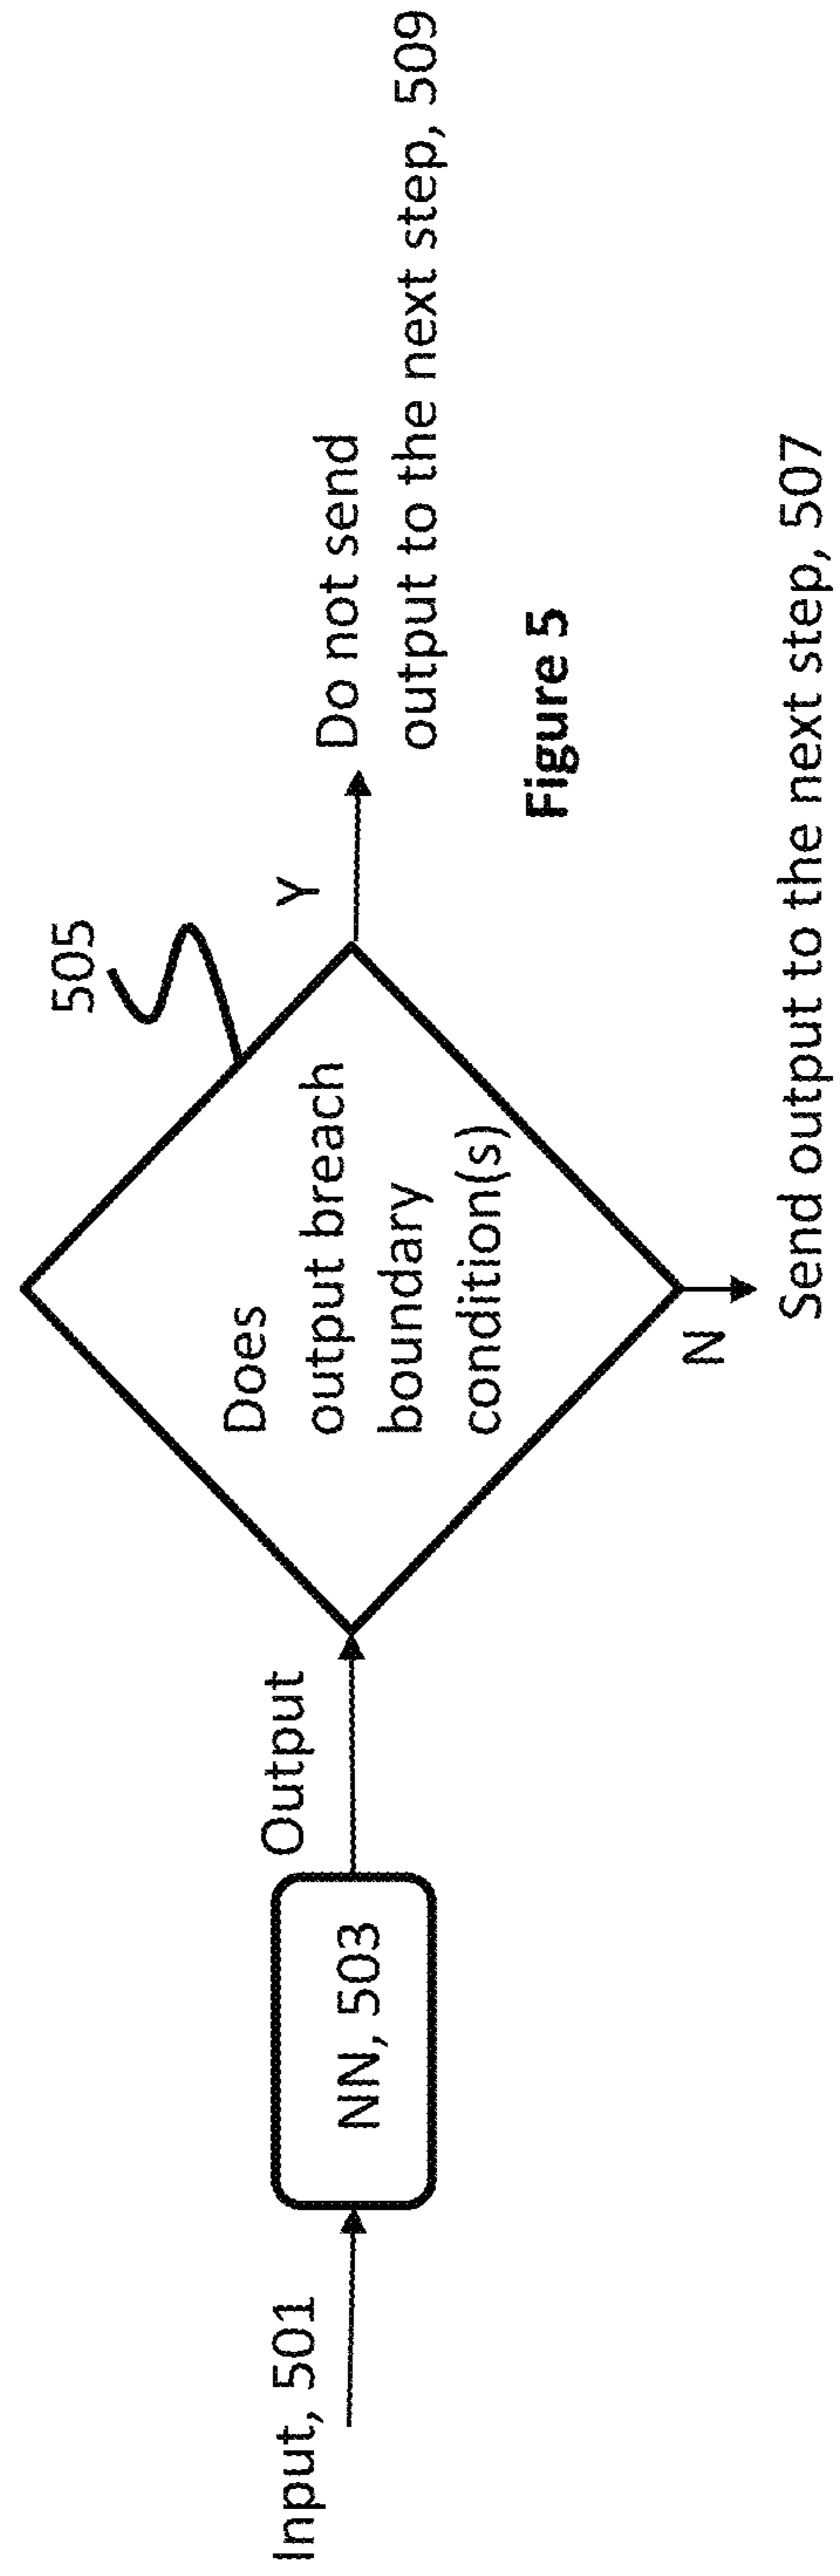 Input, 501
NN, 503
Output
Does
output breach
boundary
condition(s)
505
Y
Do not send
output to the next step, 509
N
Send output to the next step, 507
Figure 5